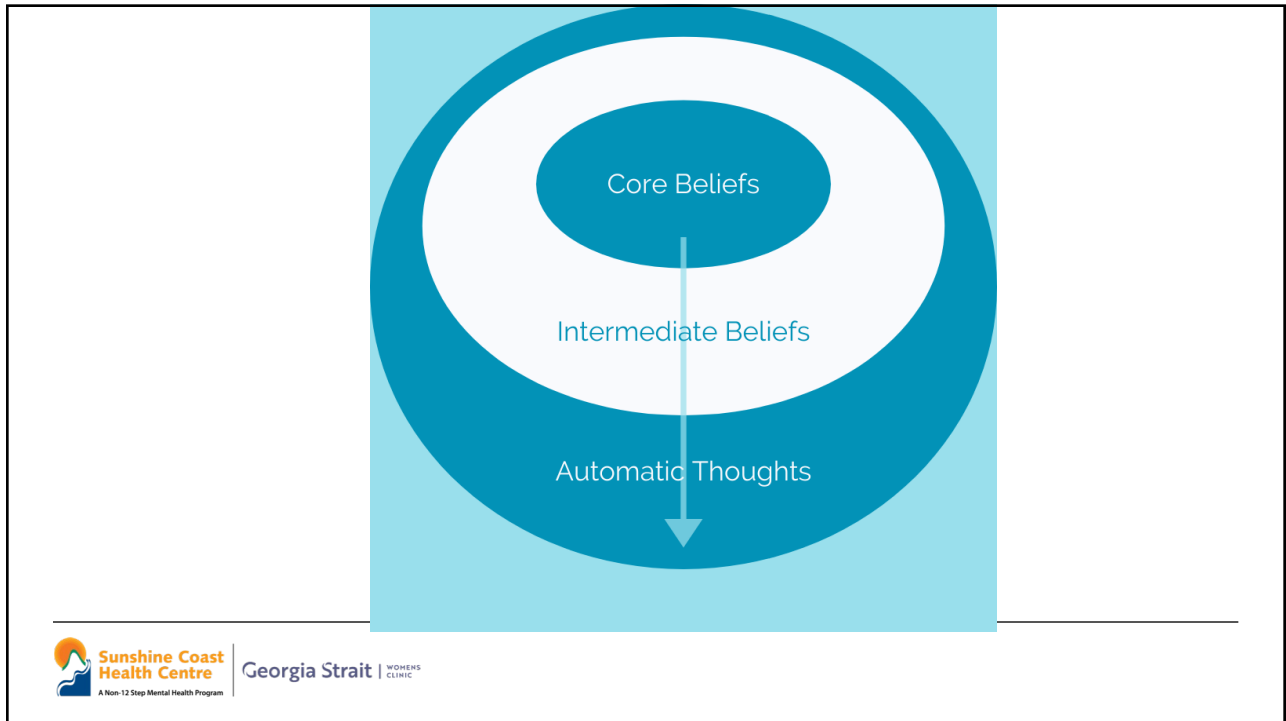 Core Beliefs
Intermediate Beliefs
Automatic Thoughts
Sunshine Coast
Health Centre
A Non-12 Step Mental Health Program
Georgia Strait | WOMENS
CLINIC